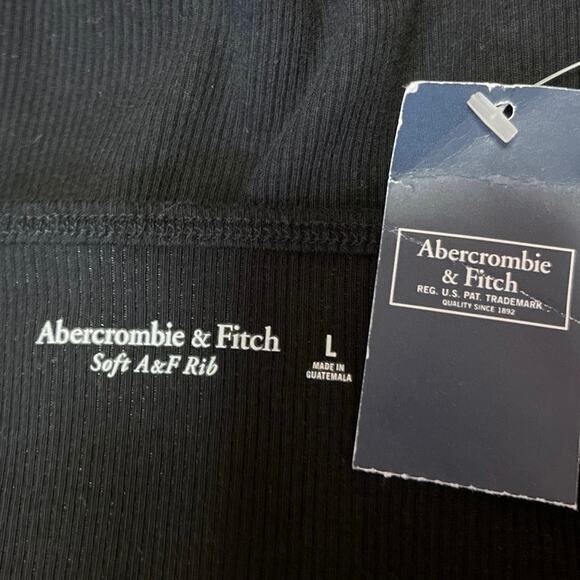 Abercrombie & Fitch
Soft A&F Rib
L
MADE IN
GUATEMALA
Abercrombie
& Fitch
REG. U.S. PAT. TRADEMARK
QUALITY SINCE 1892